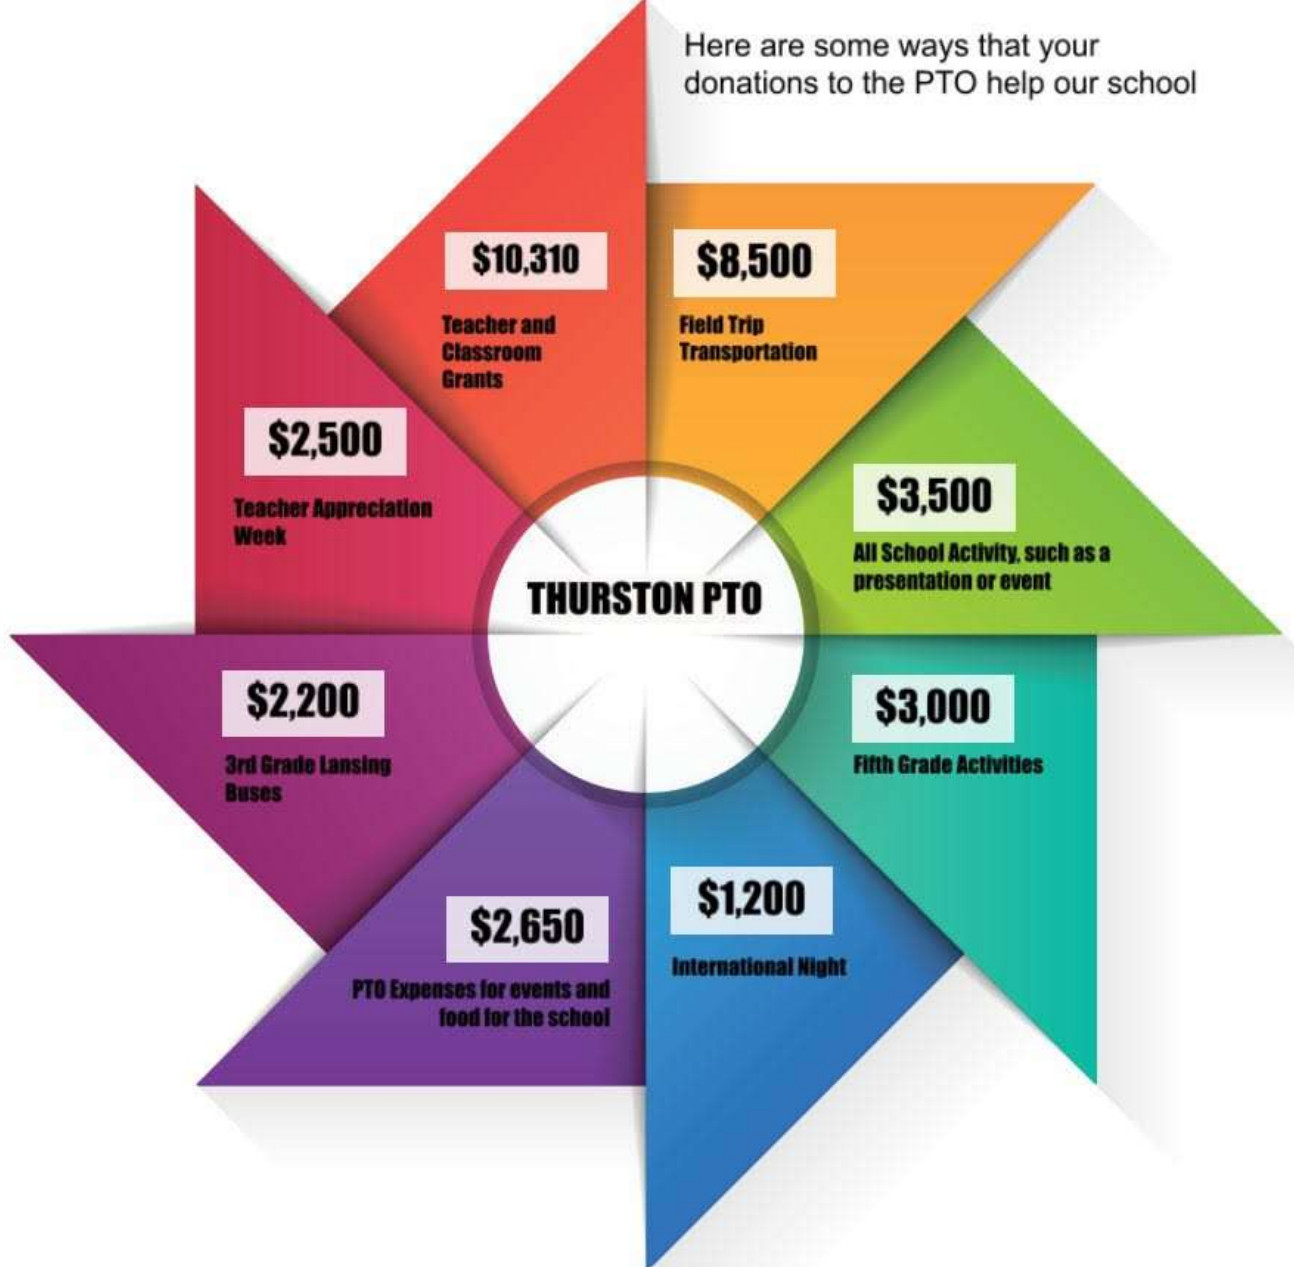 Here are some ways that your
donations to the PTO help our school
$10,310
Teacher and
Classroom
Grants
$8,500
Field Trip
Transportation
$3,500
All School Activity, such as a
presentation or event
$3,000
Fifth Grade Activities
$1,200
International Night
$2,650
PTO Expenses for events and
food for the school
$2,200
3rd Grade Lansing
Buses
$2,500
Teacher Appreciation
Week
THURSTON PTO